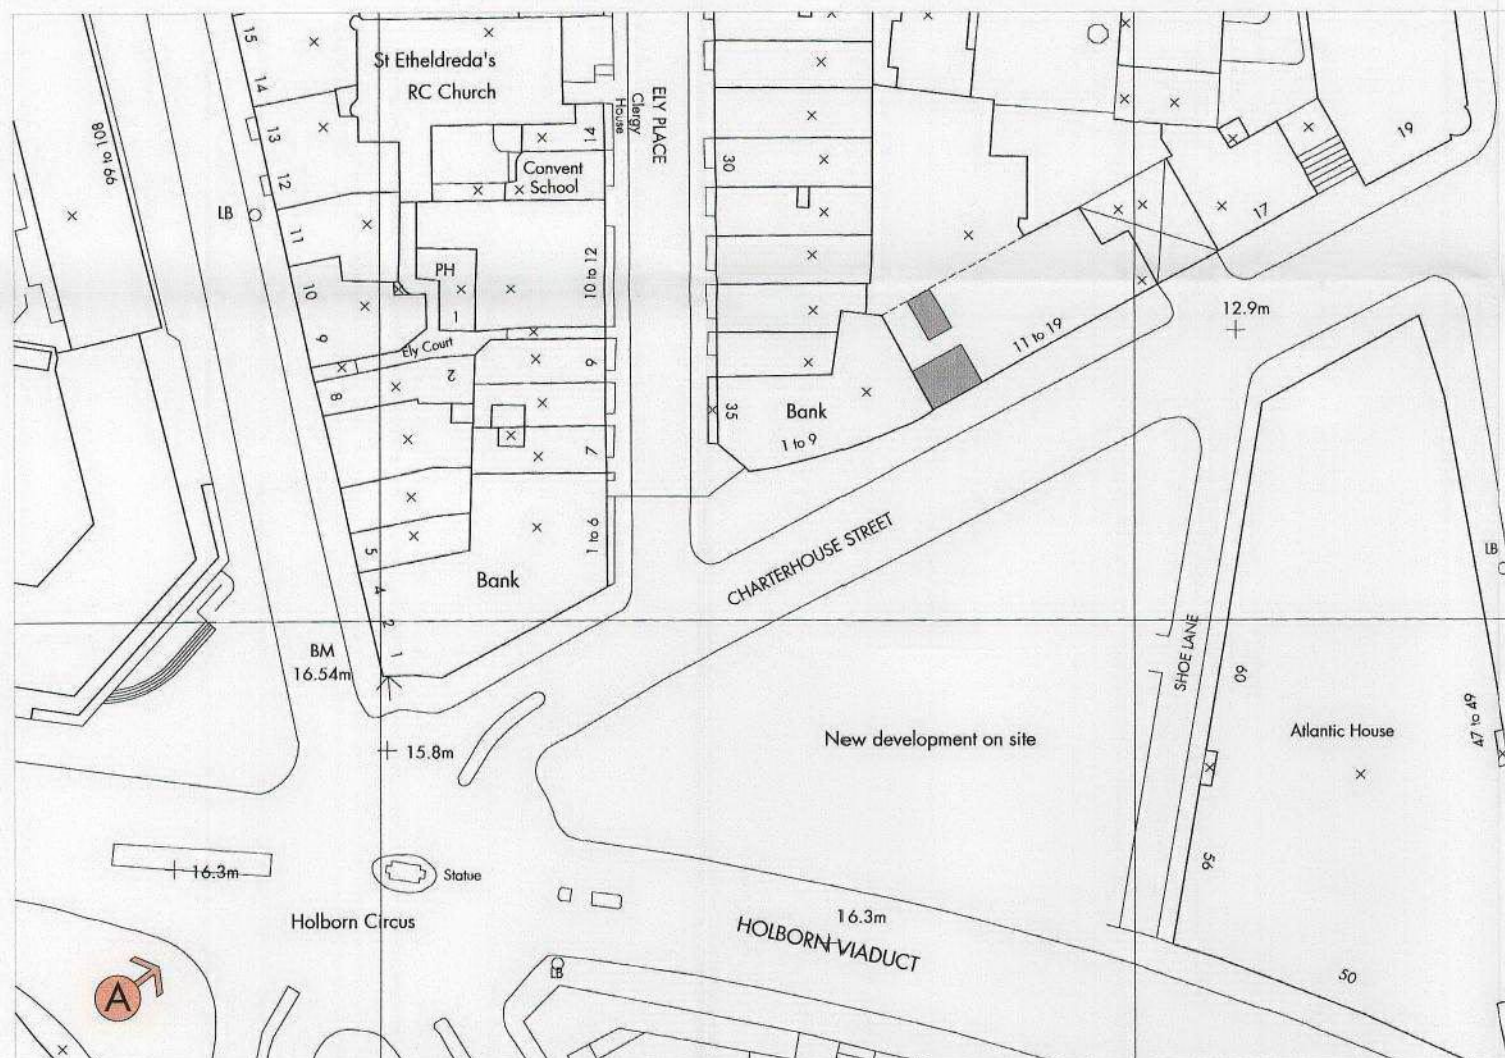 15
14
13
12
11
10
9
8
5
4
2
1
99 to 108
LB
St Etheldreda's
RC Church
Clergy
House
ELY PLACE
14
Convent
School
10 to 12
PH
1
Ely Court
2
9
7
1 to 6
Bank
30
35
Bank
1 to 9
11 to 19
17
19
12.9m
CHARTERHOUSE STREET
SHOE LANE
LB
60
Atlantic House
47 to 49
56
50
BM
16.54m
15.8m
New development on site
16.3m
Statue
Holborn Circus
16.3m
HOLBORN VIADUCT
LB
A